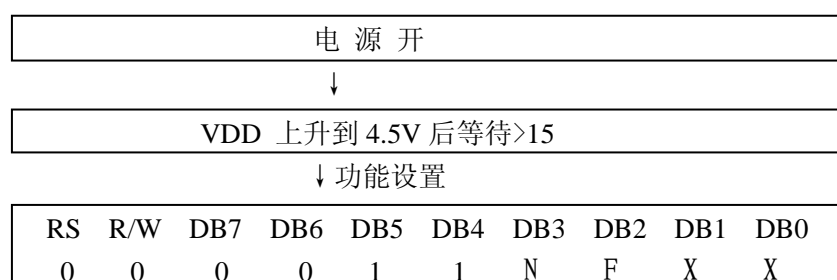 电 源 开
↓
VDD 上升到 4.5V 后等待>15
↓功能设置
RS R/W DB7 DB6 DB5 DB4 DB3 DB2 DB1 DB0
0 0 0 0 1 1 N F X X